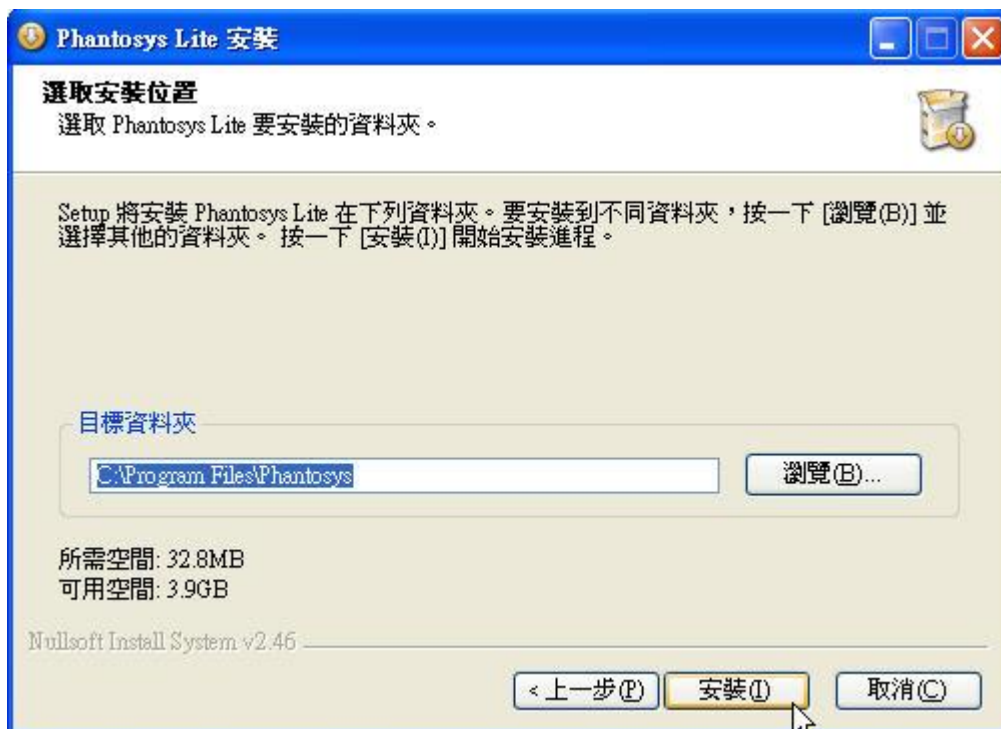 Phantosys Lite 安裝
選取安裝位置
選取 Phantosys Lite 要安裝的資料夾。
Setup 將安裝 Phantosys Lite 在下列資料夾。要安裝到不同資料夾，按一下 [瀏覽(B)] 並
選擇其他的資料夾。 按一下 [安裝(I)] 開始安裝進程。
目標資料夾
C:\Program Files\Phantosys
瀏覽(B)...
所需空間: 32.8MB
可用空間: 3.9GB
Nullsoft Install System v2.46
< 上一步(P)
安裝(I)
取消(C)